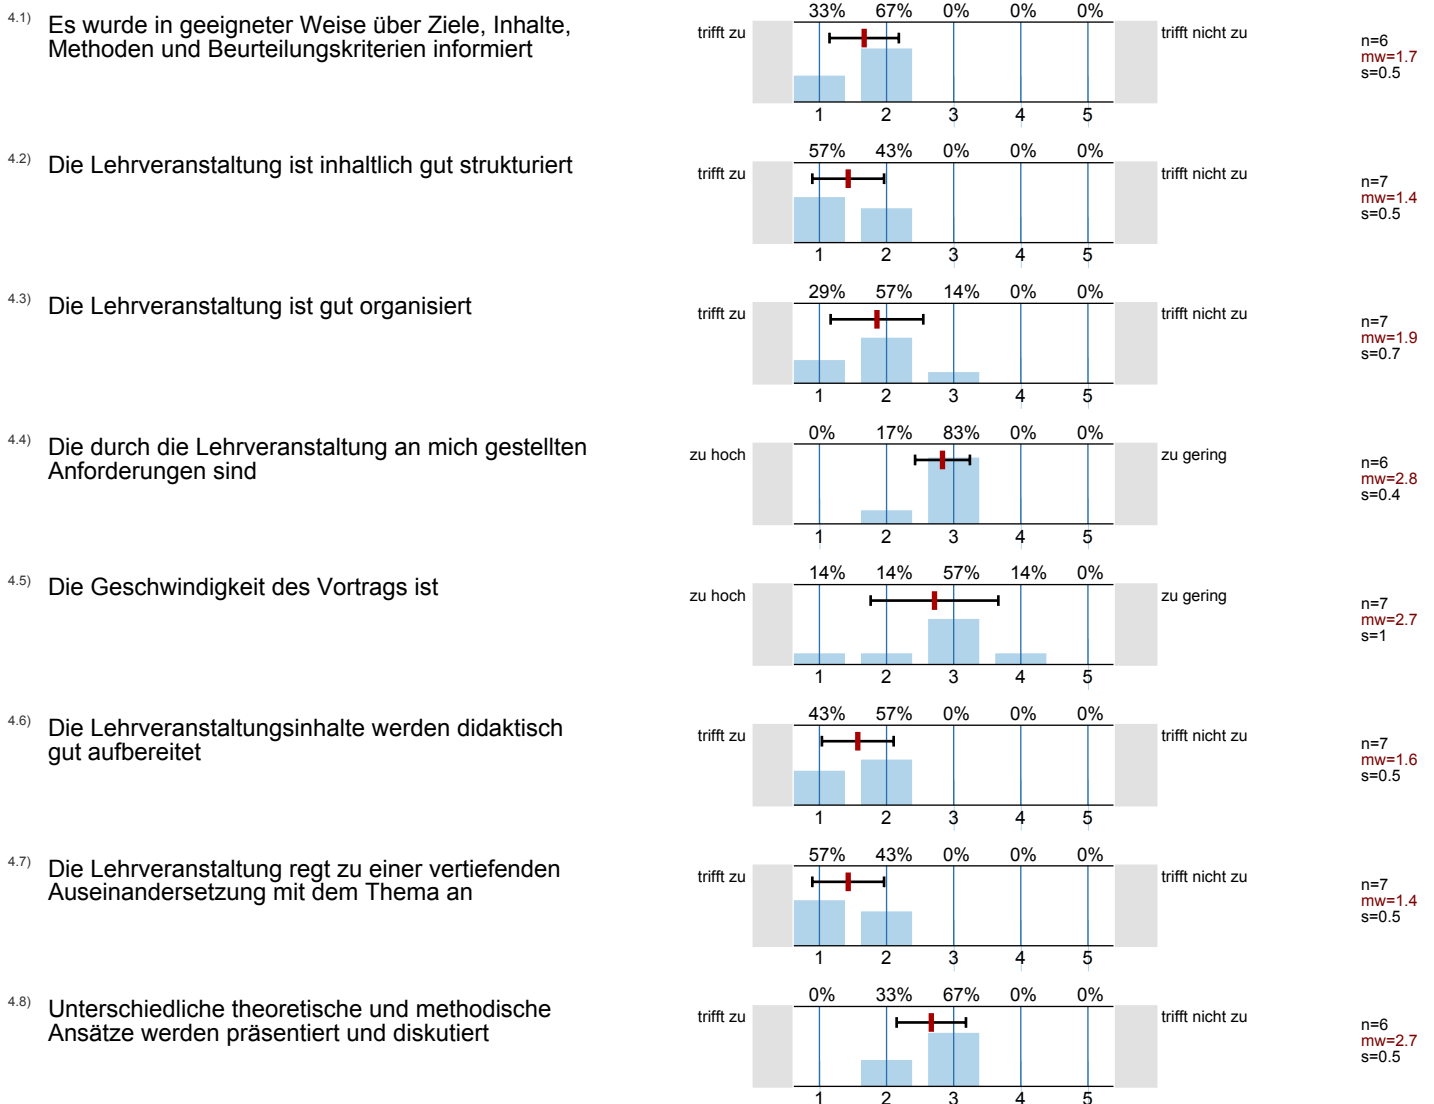 4.1) Es wurde in geeigneter Weise über Ziele, Inhalte,
Methoden und Beurteilungskriterien informiert
33% 67% 0% 0% 0%
trifft zu trifft nicht zu
1 2 3 4 5
n=6
mw=1.7
s=0.5
4.2) Die Lehrveranstaltung ist inhaltlich gut strukturiert
57% 43% 0% 0% 0%
trifft zu trifft nicht zu
1 2 3 4 5
n=7
mw=1.4
s=0.5
4.3) Die Lehrveranstaltung ist gut organisiert
29% 57% 14% 0% 0%
trifft zu trifft nicht zu
1 2 3 4 5
n=7
mw=1.9
s=0.7
4.4) Die durch die Lehrveranstaltung an mich gestellten
Anforderungen sind
0% 17% 83% 0% 0%
zu hoch zu gering
1 2 3 4 5
n=6
mw=2.8
s=0.4
4.5) Die Geschwindigkeit des Vortrags ist
14% 14% 57% 14% 0%
zu hoch zu gering
1 2 3 4 5
n=7
mw=2.7
s=1
4.6) Die Lehrveranstaltungsinhalte werden didaktisch
gut aufbereitet
43% 57% 0% 0% 0%
trifft zu trifft nicht zu
1 2 3 4 5
n=7
mw=1.6
s=0.5
4.7) Die Lehrveranstaltung regt zu einer vertiefenden
Auseinandersetzung mit dem Thema an
57% 43% 0% 0% 0%
trifft zu trifft nicht zu
1 2 3 4 5
n=7
mw=1.4
s=0.5
4.8) Unterschiedliche theoretische und methodische
Ansätze werden präsentiert und diskutiert
0% 33% 67% 0% 0%
trifft zu trifft nicht zu
1 2 3 4 5
n=6
mw=2.7
s=0.5